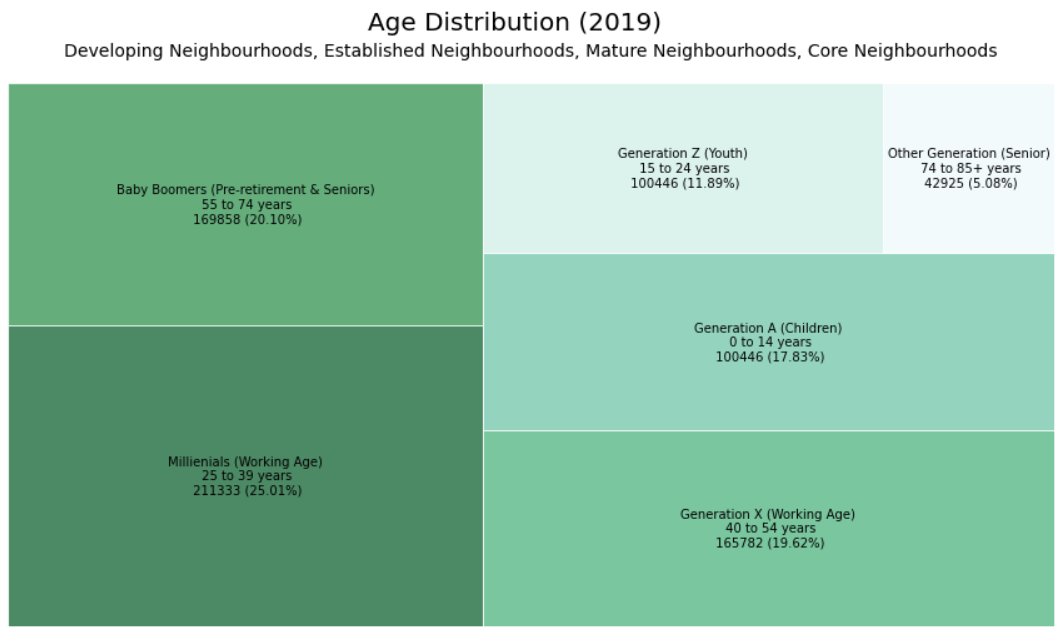 Age Distribution (2019)
Developing Neighbourhoods, Established Neighbourhoods, Mature Neighbourhoods, Core Neighbourhoods
Baby Boomers (Pre-retirement & Seniors)
55 to 74 years
169858 (20.10%)
Millienials (Working Age)
25 to 39 years
211333 (25.01%)
Generation Z (Youth)
15 to 24 years
100446 (11.89%)
Other Generation (Senior)
74 to 85+ years
42925 (5.08%)
Generation A (Children)
0 to 14 years
100446 (17.83%)
Generation X (Working Age)
40 to 54 years
165782 (19.62%)